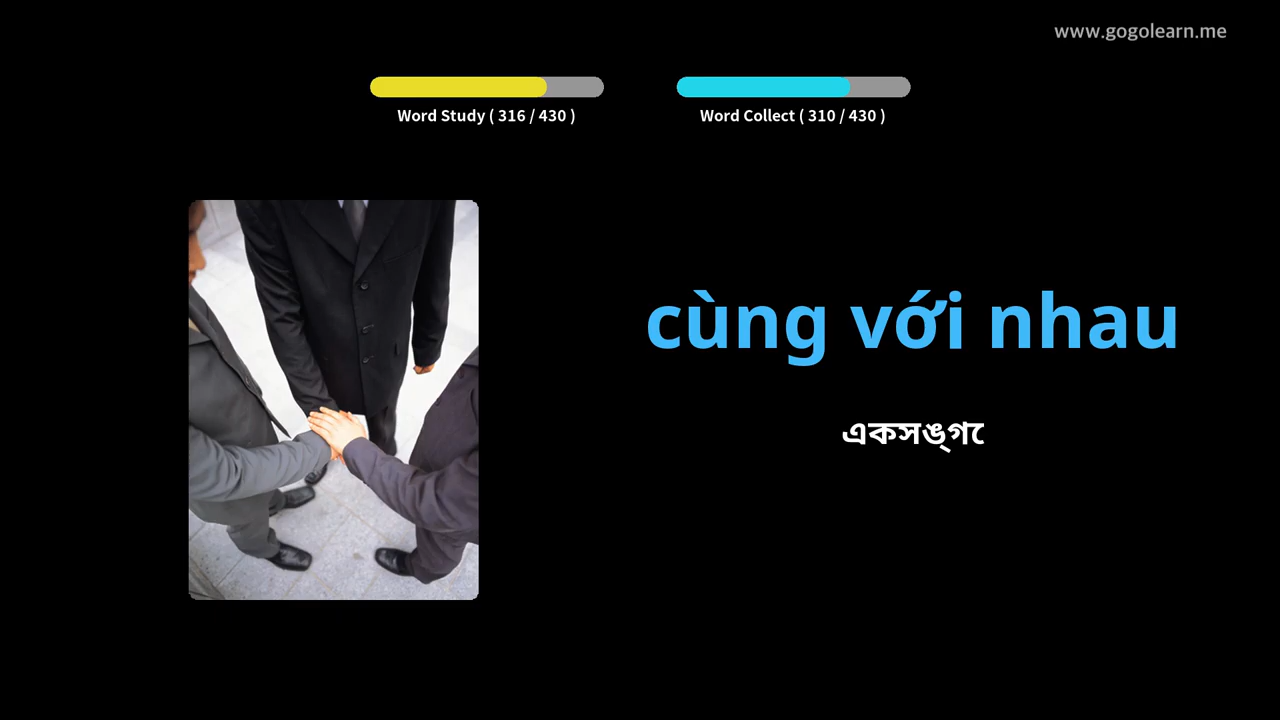 www.gogolearn.me
Word Study ( 316 / 430 )
Word Collect ( 310 / 430 )
cùng với nhau
একসঙ্গে